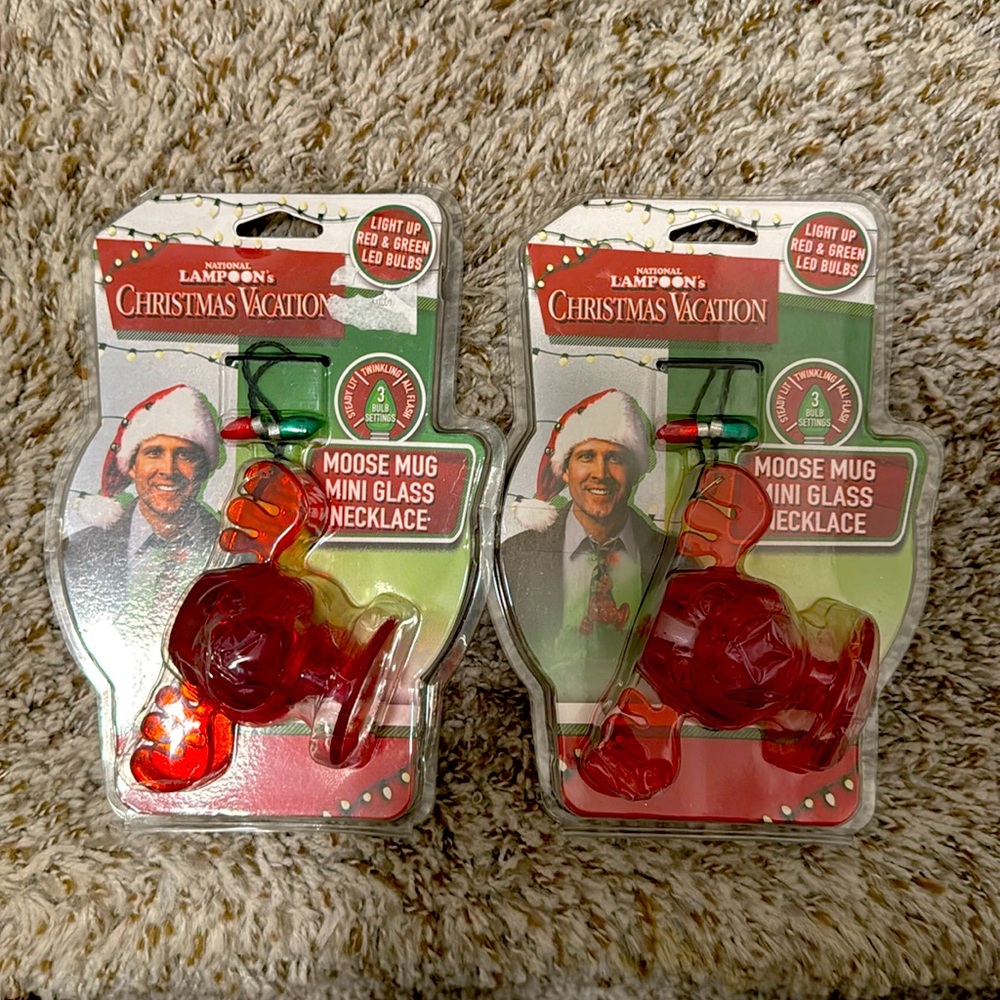 LIGHT UP
RED & GREEN
LED BULBS
NATIONAL
LAMPOON's
CHRISTMAS VACATION
STEADY LIT TWINKLING ALL FLASH
3
BULB
SETTINGS
MOOSE MUG
MINI GLASS
NECKLACE
LIGHT UP
RED & GREEN
LED BULBS
NATIONAL
LAMPOON's
CHRISTMAS VACATION
STEADY LIT TWINKLING ALL FLASH
3
BULB
SETTINGS
MOOSE MUG
MINI GLASS
NECKLACE